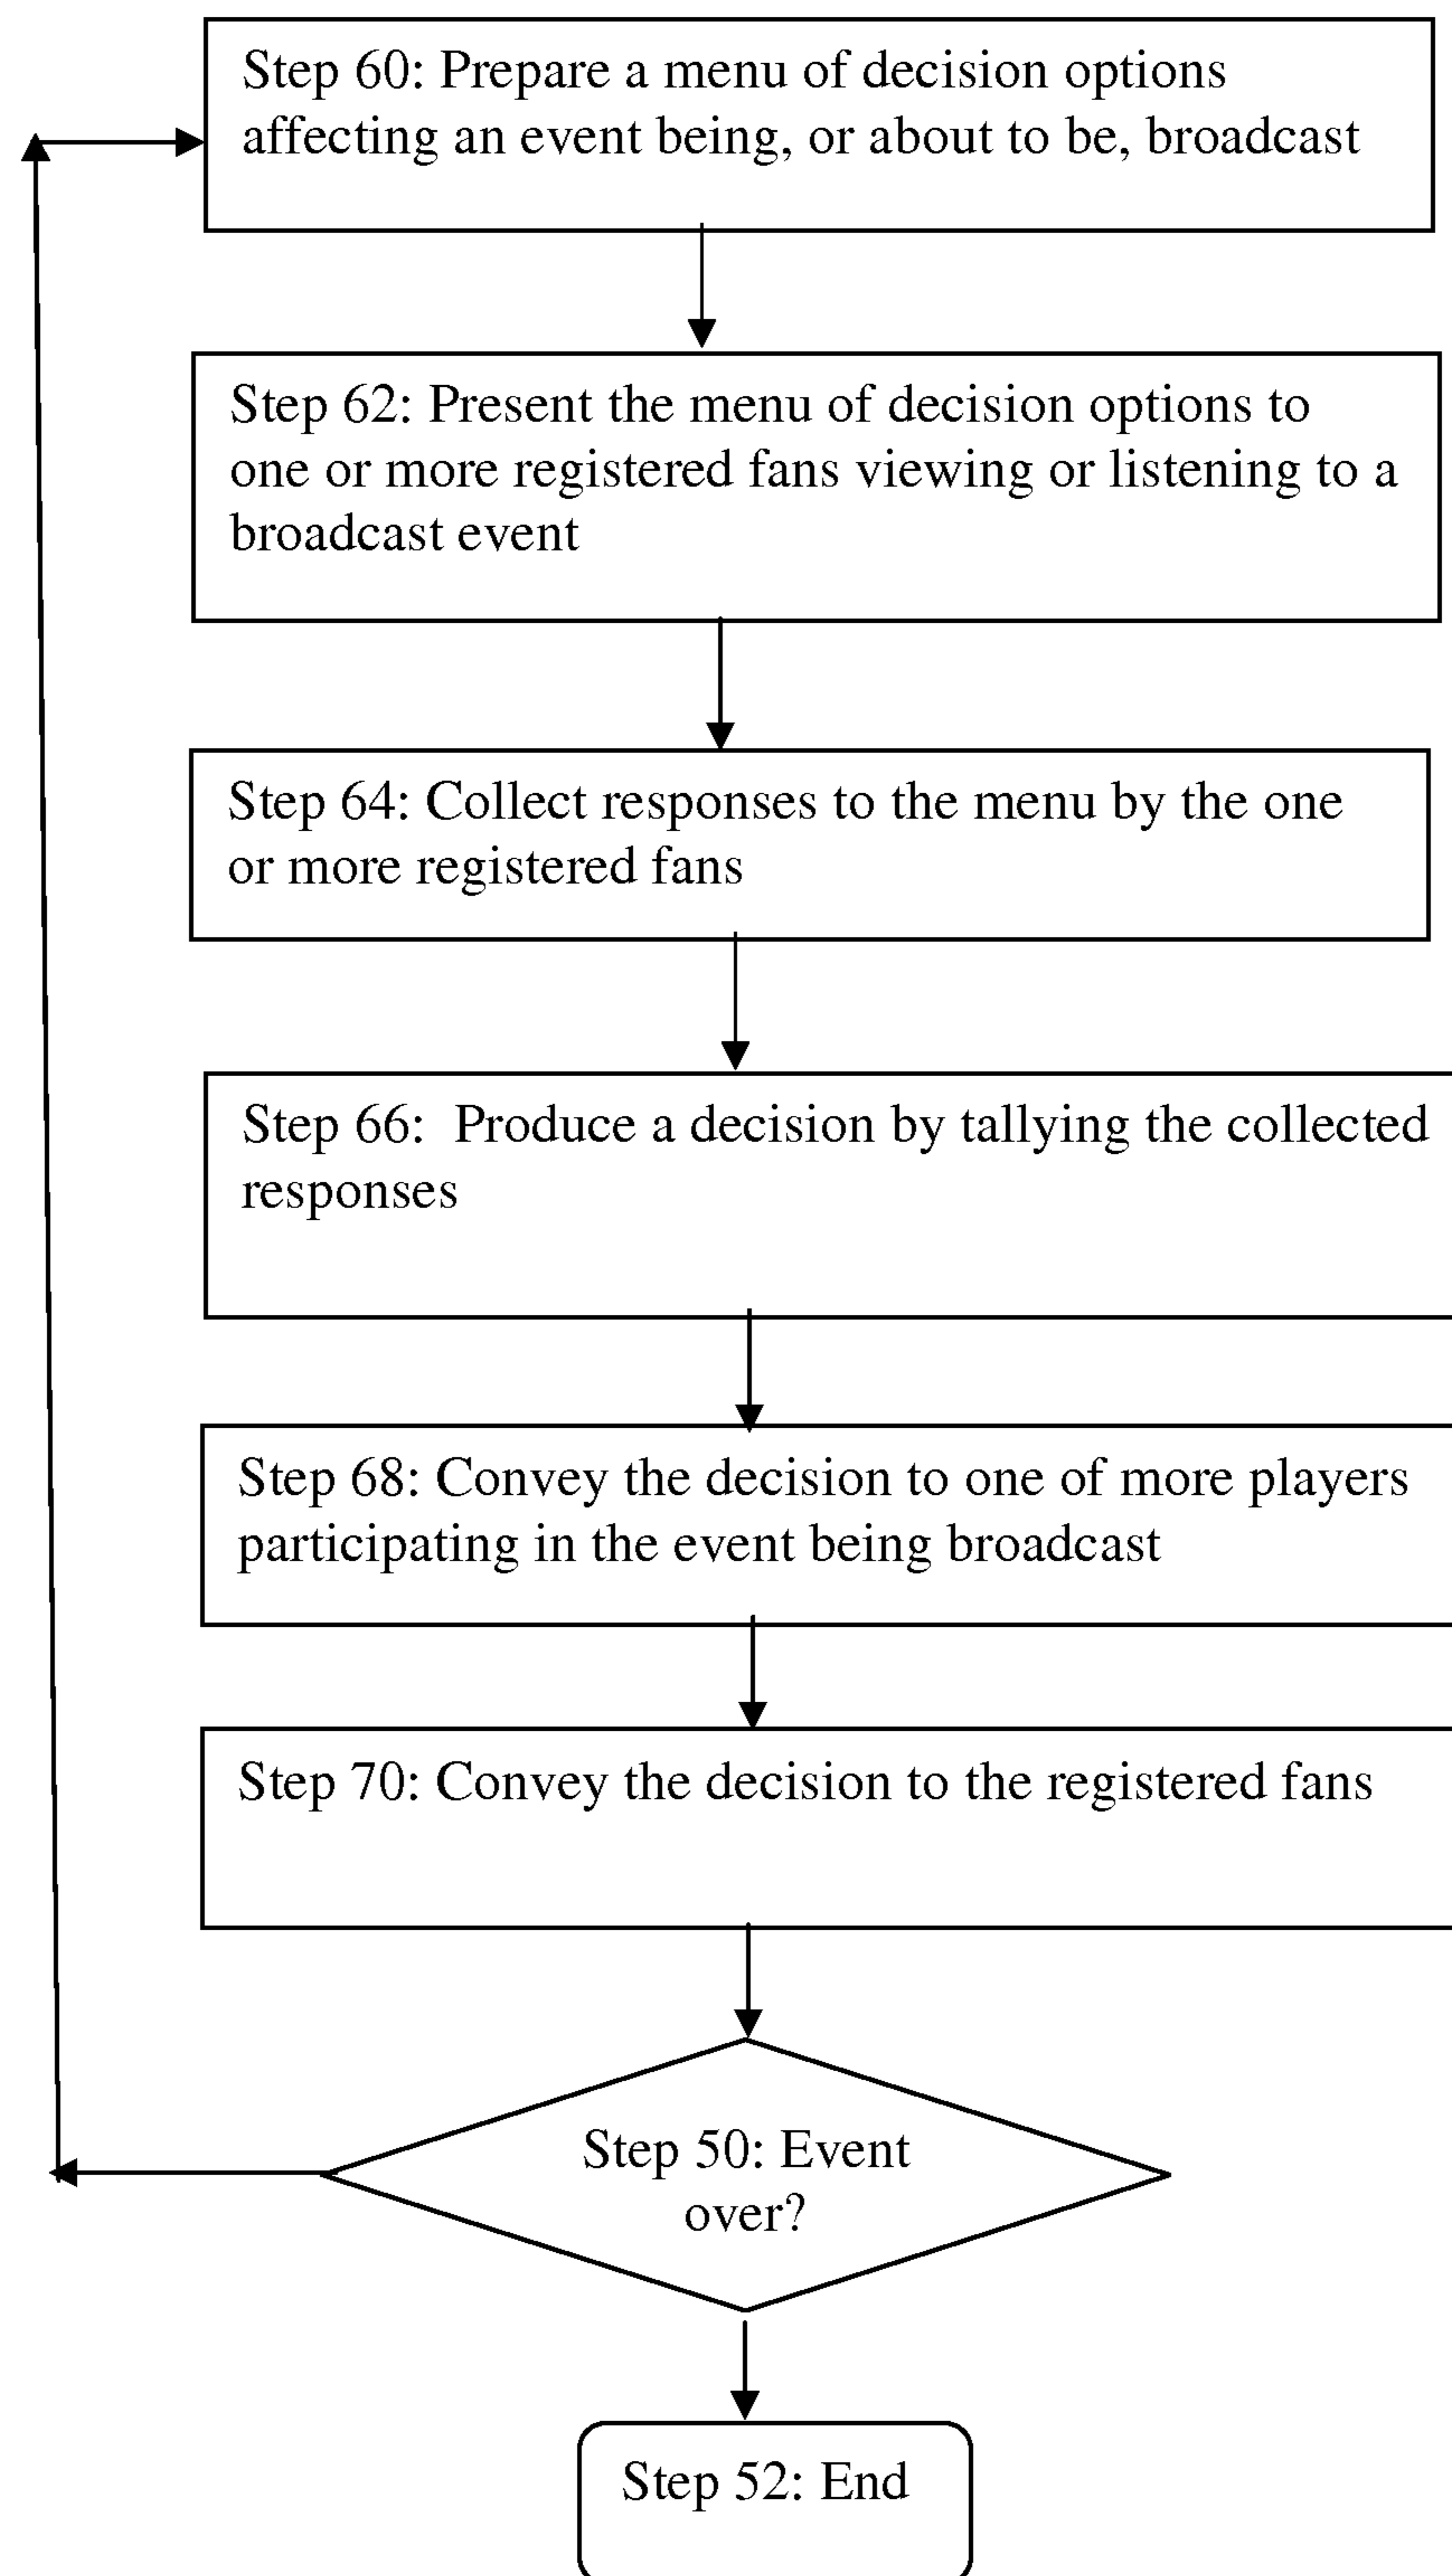 Step 60: Prepare a menu of decision options
affecting an event being, or about to be, broadcast
Step 62: Present the menu of decision options to
one or more registered fans viewing or listening to a
broadcast event
Step 64: Collect responses to the menu by the one
or more registered fans
Step 66:  Produce a decision by tallying the collected
responses
Step 68: Convey the decision to one of more players
participating in the event being broadcast
Step 70: Convey the decision to the registered fans
Step 50: Event
over?
Step 52: End